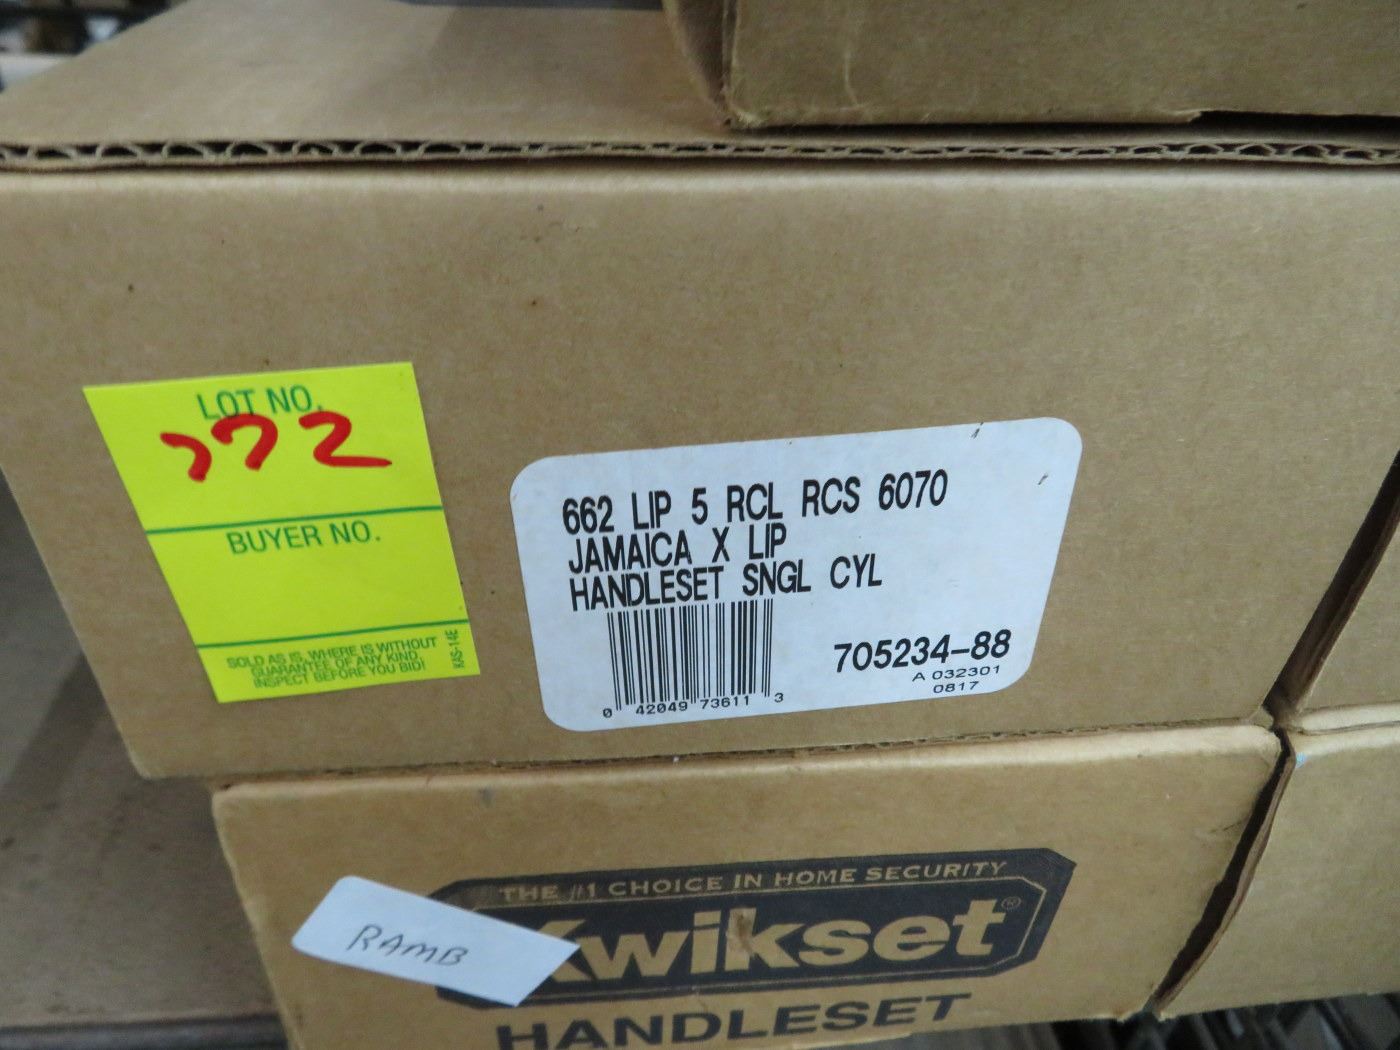 LOT NO.
772
BUYER NO.
SOLD AS IS, WHERE IS WITHOUT
GUARANTEE OF ANY KIND.
INSPECT BEFORE YOU BID!
KAS-14E
662 LIP 5 RCL RCS 6070
JAMAICA X LIP
HANDLESET SNGL CYL
705234-88
A 032301
0817
0 42049 73611 3
THE #1 CHOICE IN HOME SECURITY
Kwikset®
HANDLESET
RAMB